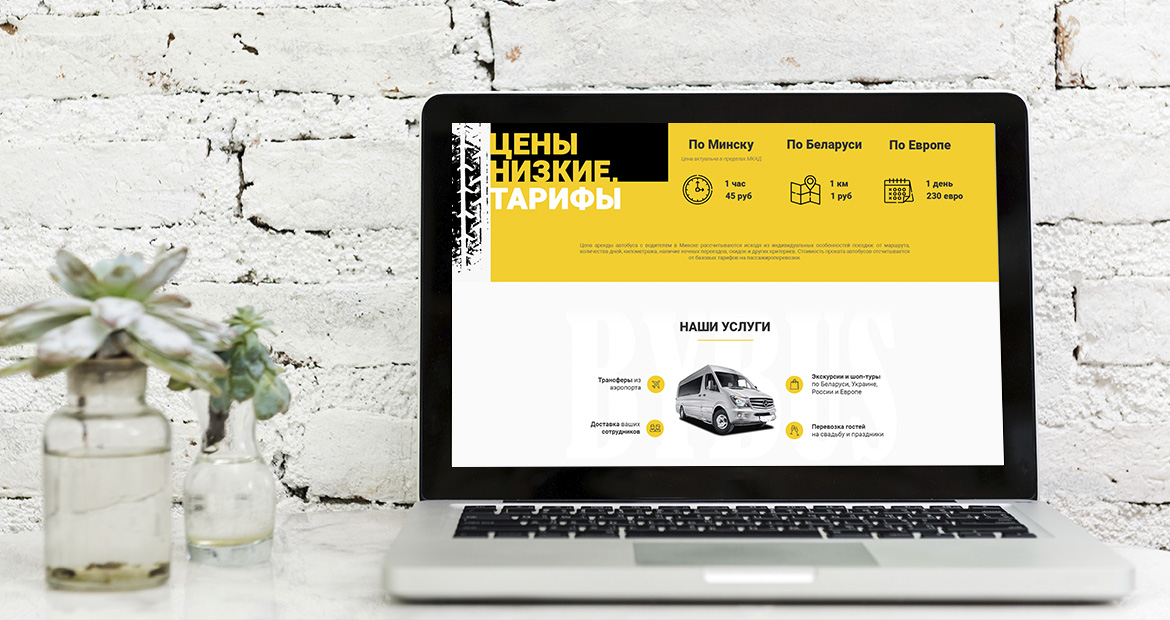 ЦЕНЫ
НИЗКИЕ.
ТАРИФЫ
По Минску
Цена актуальна в пределах МКАД
1 час
45 руб
По Беларуси
1 км
1 руб
По Европе
1 день
230 евро
Цена аренды автобуса с водителем в Минске рассчитывается исходя из индивидуальных особенностей поездки: от маршрута,
количества дней, километража, наличие ночных переездов, скидок и других критериев. Стоимость проката автобусов отсчитывается
от базовых тарифов на пассажироперевозки.
BYBUS
НАШИ УСЛУГИ
Трансферы из
аэропорта
Доставка ваших
сотрудников
Экскурсии и шоп-туры
по Беларуси, Украине,
России и Европе
Перевозка гостей
на свадьбу и праздники